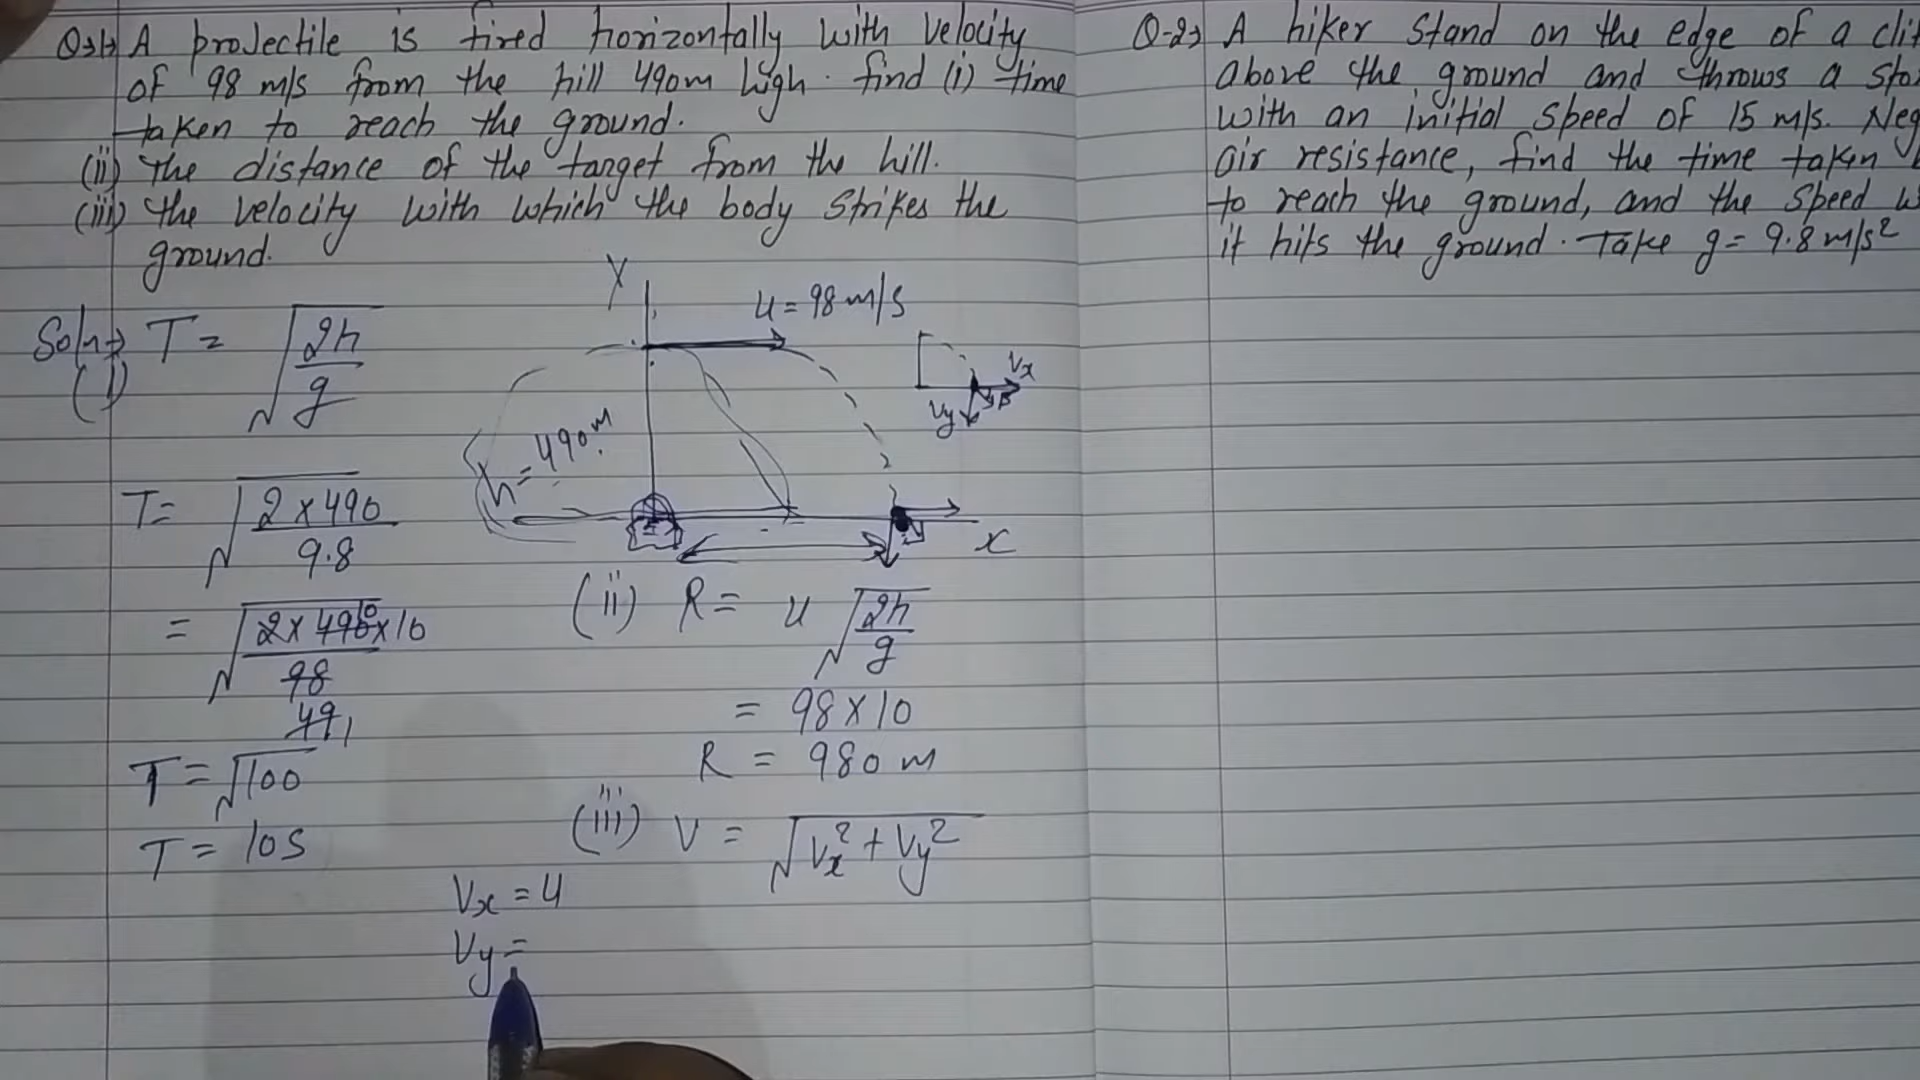 Q→1→ A projectile is fired horizontally with velocity
of 98 m/s from the hill 490m high. find (i) time
taken to reach the ground.
(ii) the distance of the target from the hill.
(iii) the velocity with which the body strikes the
ground.
Soln→ T = √2h/g
(i)
T = √2×490/9.8
= √2×490×10/98
10
49
1
T = √100
T = 10s
Y
u = 98 m/s
h = 490m
x
Vx
Vy
β
(ii) R = u √2h/g
= 98×10
R = 980 m
(iii) V = √Vx²+Vy²
Vx = u
Vy =
Q-2→ A hiker stand on the edge of a
above the ground and throws a
with an initial speed of 15 m/s.
air resistance, find the time taken
to reach the ground, and the speed
it hits the ground. Take g = 9.8 m/s²